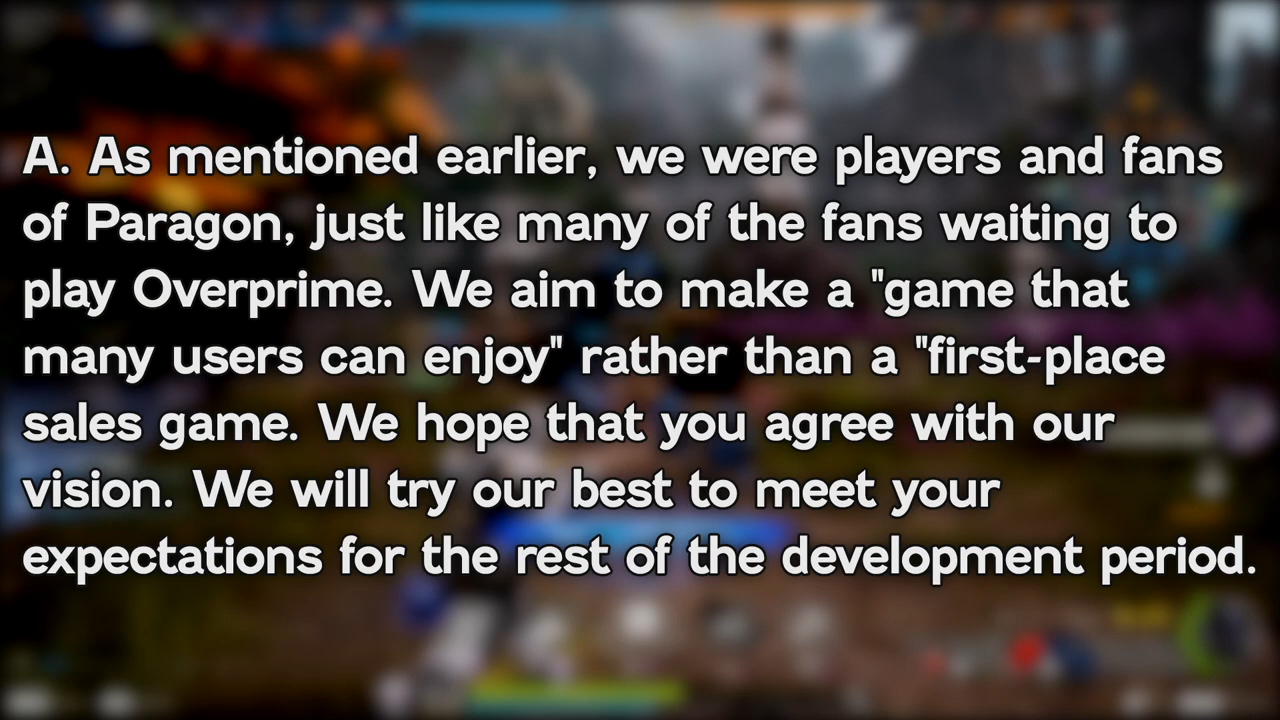 A. As mentioned earlier, we were players and fans
of Paragon, just like many of the fans waiting to
play Overprime. We aim to make a "game that
many users can enjoy" rather than a "first-place
sales game. We hope that you agree with our
vision. We will try our best to meet your
expectations for the rest of the development period.